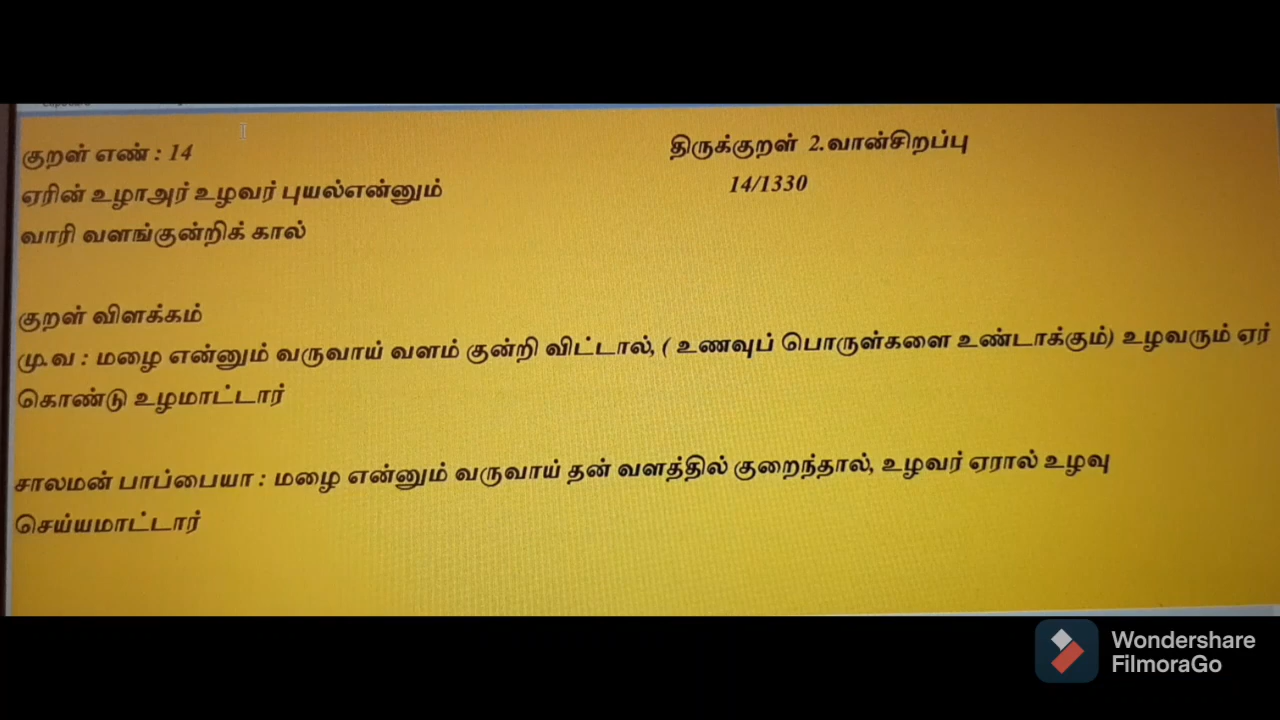 குறள் எண் : 14
திருக்குறள் 2.வான்சிறப்பு
14/1330
ஏரின் உழாஅர் உழவர் புயல்என்னும்
வாரி வளங்குன்றிக் கால்
குறள் விளக்கம்
மு.வ : மழை என்னும் வருவாய் வளம் குன்றி விட்டால், ( உணவுப் பொருள்களை உண்டாக்கும்) உழவரும் ஏர்
கொண்டு உழமாட்டார்
சாலமன் பாப்பையா : மழை என்னும் வருவாய் தன் வளத்தில் குறைந்தால், உழவர் ஏரால் உழவு
செய்யமாட்டார்
Wondershare
FilmoraGo